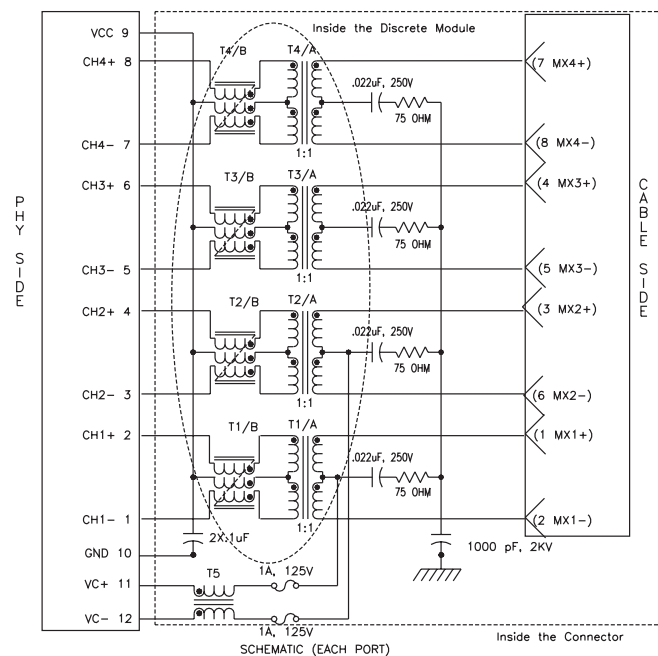 Inside the Discrete Module
VCC 9
T4/B
T4/A
CH4+ 8
(7 MX4+)
.022uF, 250V
75 OHM
CH4- 7
(8 MX4-)
1:1
CH3+ 6
T3/B
T3/A
(4 MX3+)
.022uF, 250V
75 OHM
CH3- 5
(5 MX3-)
1:1
CH2+ 4
T2/B
T2/A
(3 MX2+)
.022uF, 250V
75 OHM
CH2- 3
(6 MX2-)
1:1
T1/B
T1/A
CH1+ 2
(1 MX1+)
.022uF, 250V
75 OHM
CH1- 1
(2 MX1-)
1:1
2X.1uF
1000 pF, 2KV
GND 10
VC+ 11
T5
1A, 125V
VC- 12
1A, 125V
Inside the Connector
SCHEMATIC (EACH PORT)
PHY SIDE
CABLE SIDE